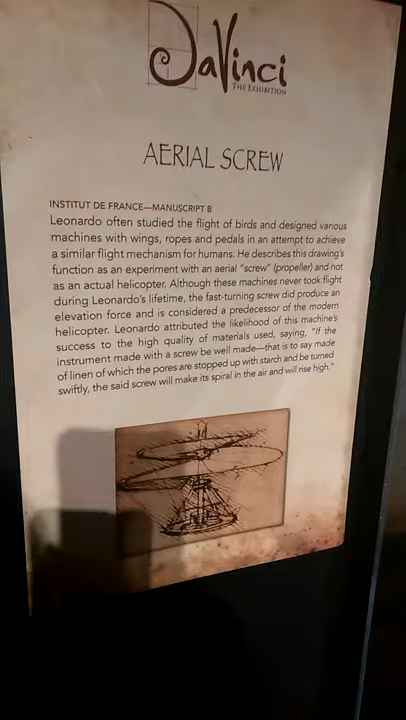 DaVinci
THE EXHIBITION
AERIAL SCREW
INSTITUT DE FRANCE—MANUSCRIPT B
Leonardo often studied the flight of birds and designed various
machines with wings, ropes and pedals in an attempt to achieve
a similar flight mechanism for humans. He describes this drawing's
function as an experiment with an aerial "screw" (propeller) and not
as an actual helicopter. Although these machines never took flight
during Leonardo's lifetime, the fast-turning screw did produce an
elevation force and is considered a predecessor of the modern
helicopter. Leonardo attributed the likelihood of this machine's
success to the high quality of materials used, saying, "If the
instrument made with a screw be well made—that is to say made
of linen of which the pores are stopped up with starch and be turned
swiftly, the said screw will make its spiral in the air and will rise high."